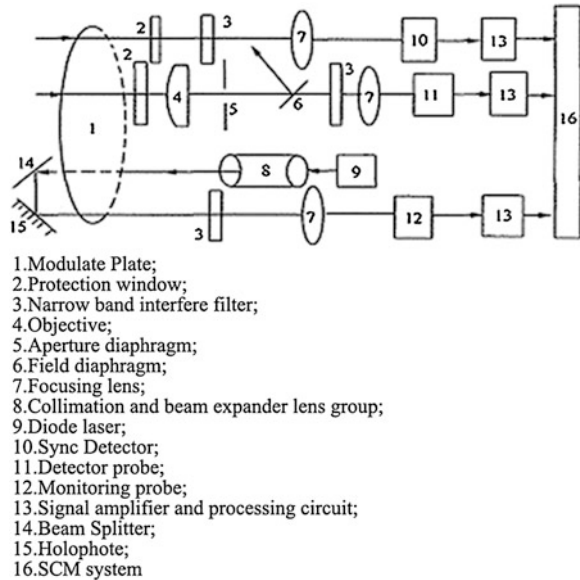 2 3 7 10 13
2 4 5 6 3 7 11 13
1 16
14 8 9
15 3 7 12 13
1.Modulate Plate;
2.Protection window;
3.Narrow band interfere filter;
4.Objective;
5.Aperture diaphragm;
6.Field diaphragm;
7.Focusing lens;
8.Collimation and beam expander lens group;
9.Diode laser;
10.Sync Detector;
11.Detector probe;
12.Monitoring probe;
13.Signal amplifier and processing circuit;
14.Beam Splitter;
15.Holophote;
16.SCM system